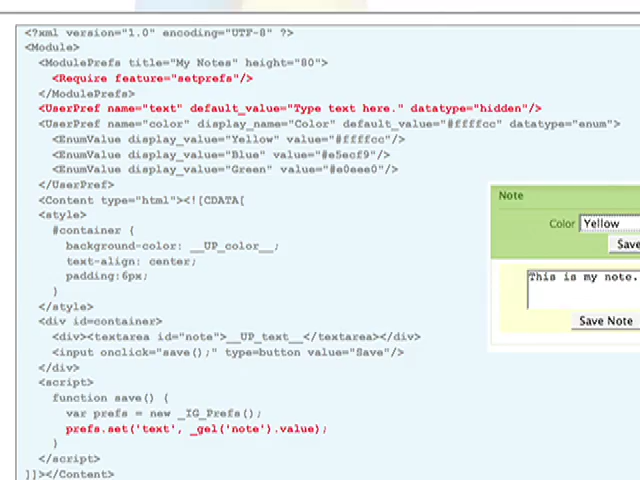 <?xml version="1.0" encoding="UTF-8" ?>
<Module>
<ModulePrefs title="My Notes" height="80">
<Require feature="setprefs"/>
</ModulePrefs>
<UserPref name="text" default_value="Type text here." datatype="hidden"/>
<UserPref name="color" display_name="Color" default_value="#ffffcc" datatype="enum">
<EnumValue display_value="Yellow" value="#ffffcc"/>
<EnumValue display_value="Blue" value="#e5ecf9"/>
<EnumValue display_value="Green" value="#e0eee0"/>
</UserPref>
<Content type="html"><![CDATA[
<style>
#container {
background-color: __UP_color__;
text-align: center;
padding:6px;
}
</style>
<div id=container>
<div><textarea id="note">__UP_text__</textarea></div>
<input onclick="save();" type=button value="Save"/>
</div>
<script>
function save() {
var prefs = new _IG_Prefs();
prefs.set('text', _gel('note').value);
}
</script>
]]></Content>
Note
Color Yellow
Save
This is my note.
Save Note